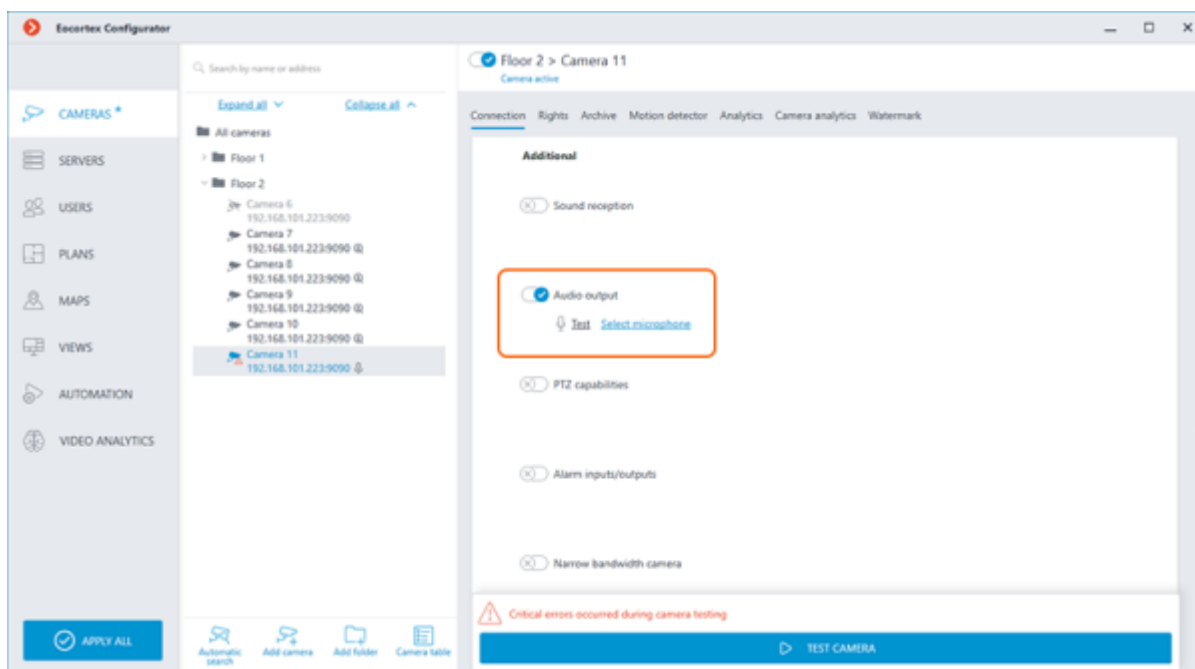 Eocortex Configurator
Search by name or address
Floor 2 > Camera 11
Camera active
Expand all
Collapse all
CAMERAS *
Connection Rights Archive Motion detector Analytics Camera analytics Watermark
All cameras
Additional
SERVERS
Floor 1
Floor 2
USERS
Camera 6
192.168.101.223:9090
Sound reception
Camera 7
192.168.101.223:9090
PLANS
Camera 8
192.168.101.223:9090
MAPS
Camera 9
192.168.101.223:9090
Audio output
Camera 10
192.168.101.223:9090
Test Select microphone
VIEWS
Camera 11
192.168.101.223:9090
PTZ capabilities
AUTOMATION
VIDEO ANALYTICS
Alarm inputs/outputs
Narrow bandwidth camera
Critical errors occurred during camera testing
APPLY ALL
Automatic search
Add camera
Add folder
Camera table
TEST CAMERA